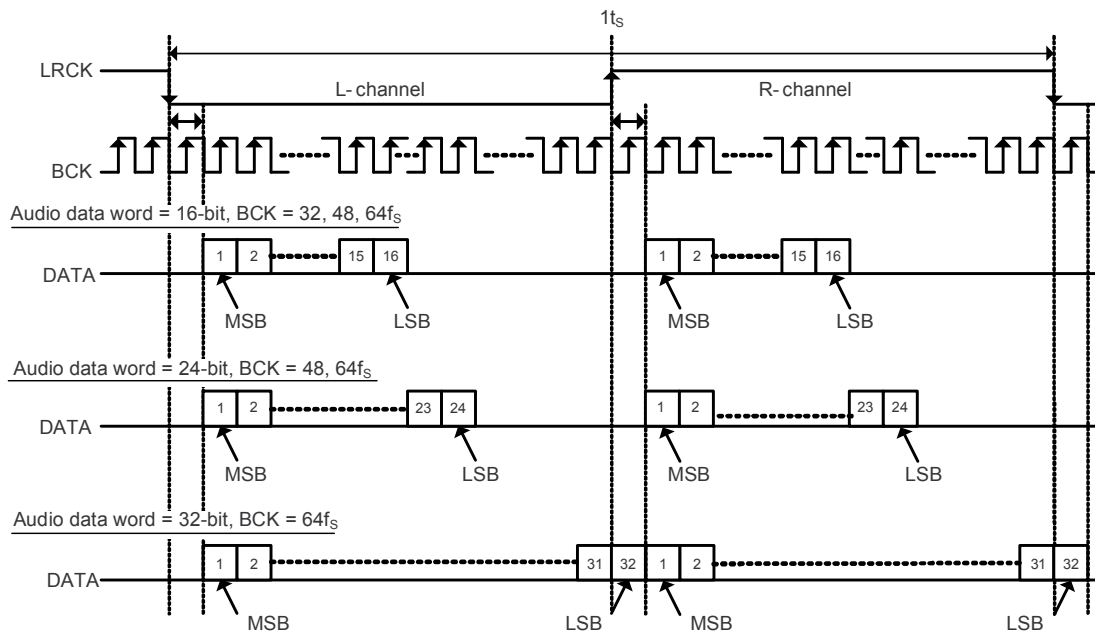 1tS
LRCK
L- channel
R- channel
BCK
Audio data word = 16-bit, BCK = 32, 48, 64fS
1 2 15 16 1 2 15 16
DATA
MSB LSB MSB LSB
Audio data word = 24-bit, BCK = 48, 64fS
1 2 23 24 1 2 23 24
DATA
MSB LSB MSB LSB
Audio data word = 32-bit, BCK = 64fS
1 2 31 32 1 2 31 32
DATA
MSB LSB MSB LSB